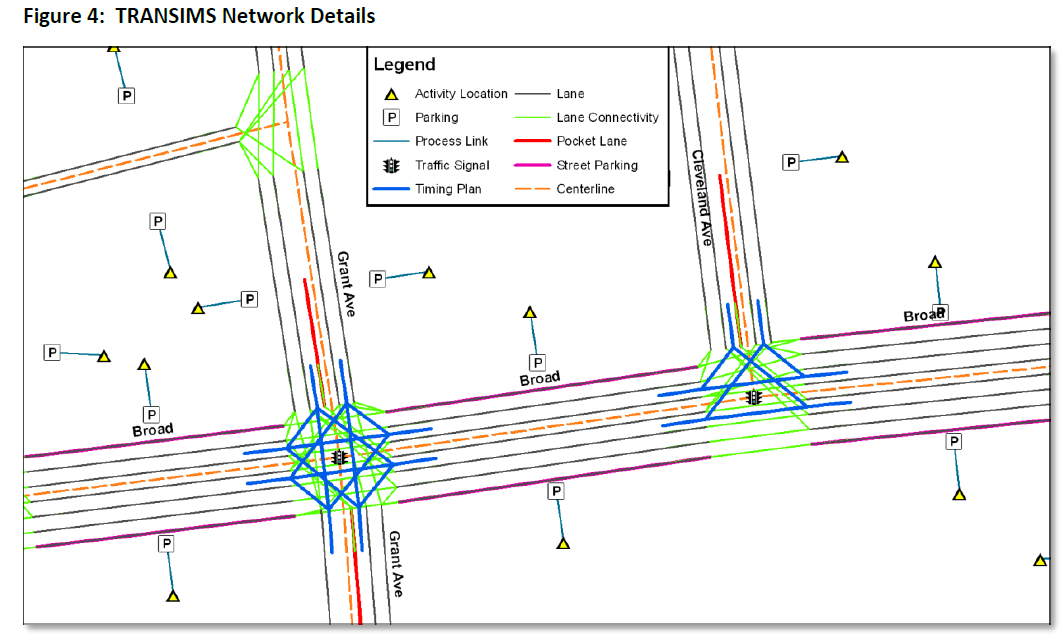 Figure 4:  TRANSIMS Network Details
Legend
Activity Location
Lane
P
Parking
Lane Connectivity
Process Link
Pocket Lane
Traffic Signal
Street Parking
Timing Plan
Centerline
P
P
P
P
P
P
P
P
P
Cleveland Ave
Grant Ave
Broad
P
Broad
Broad
P
P
P
Grant Ave